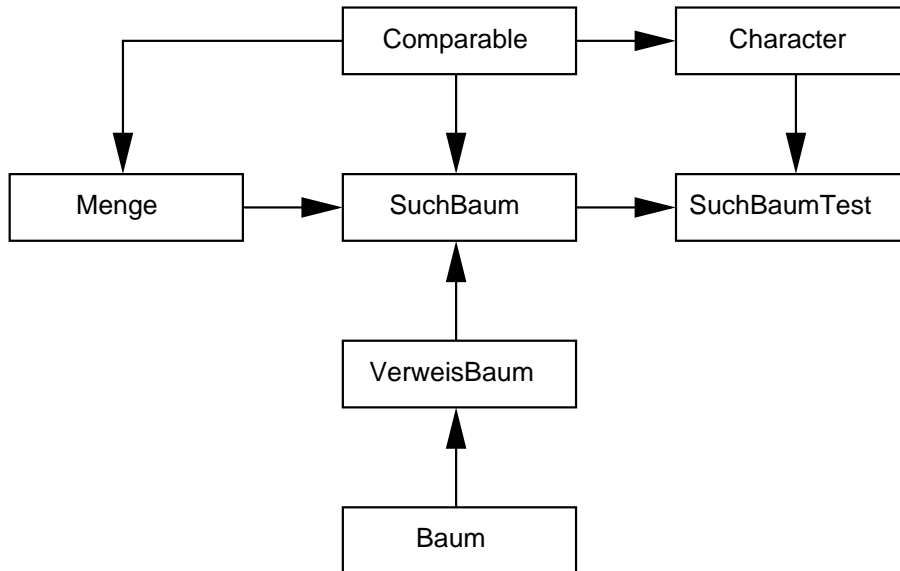 Comparable
Character
Menge
SuchBaum
SuchBaumTest
VerweisBaum
Baum